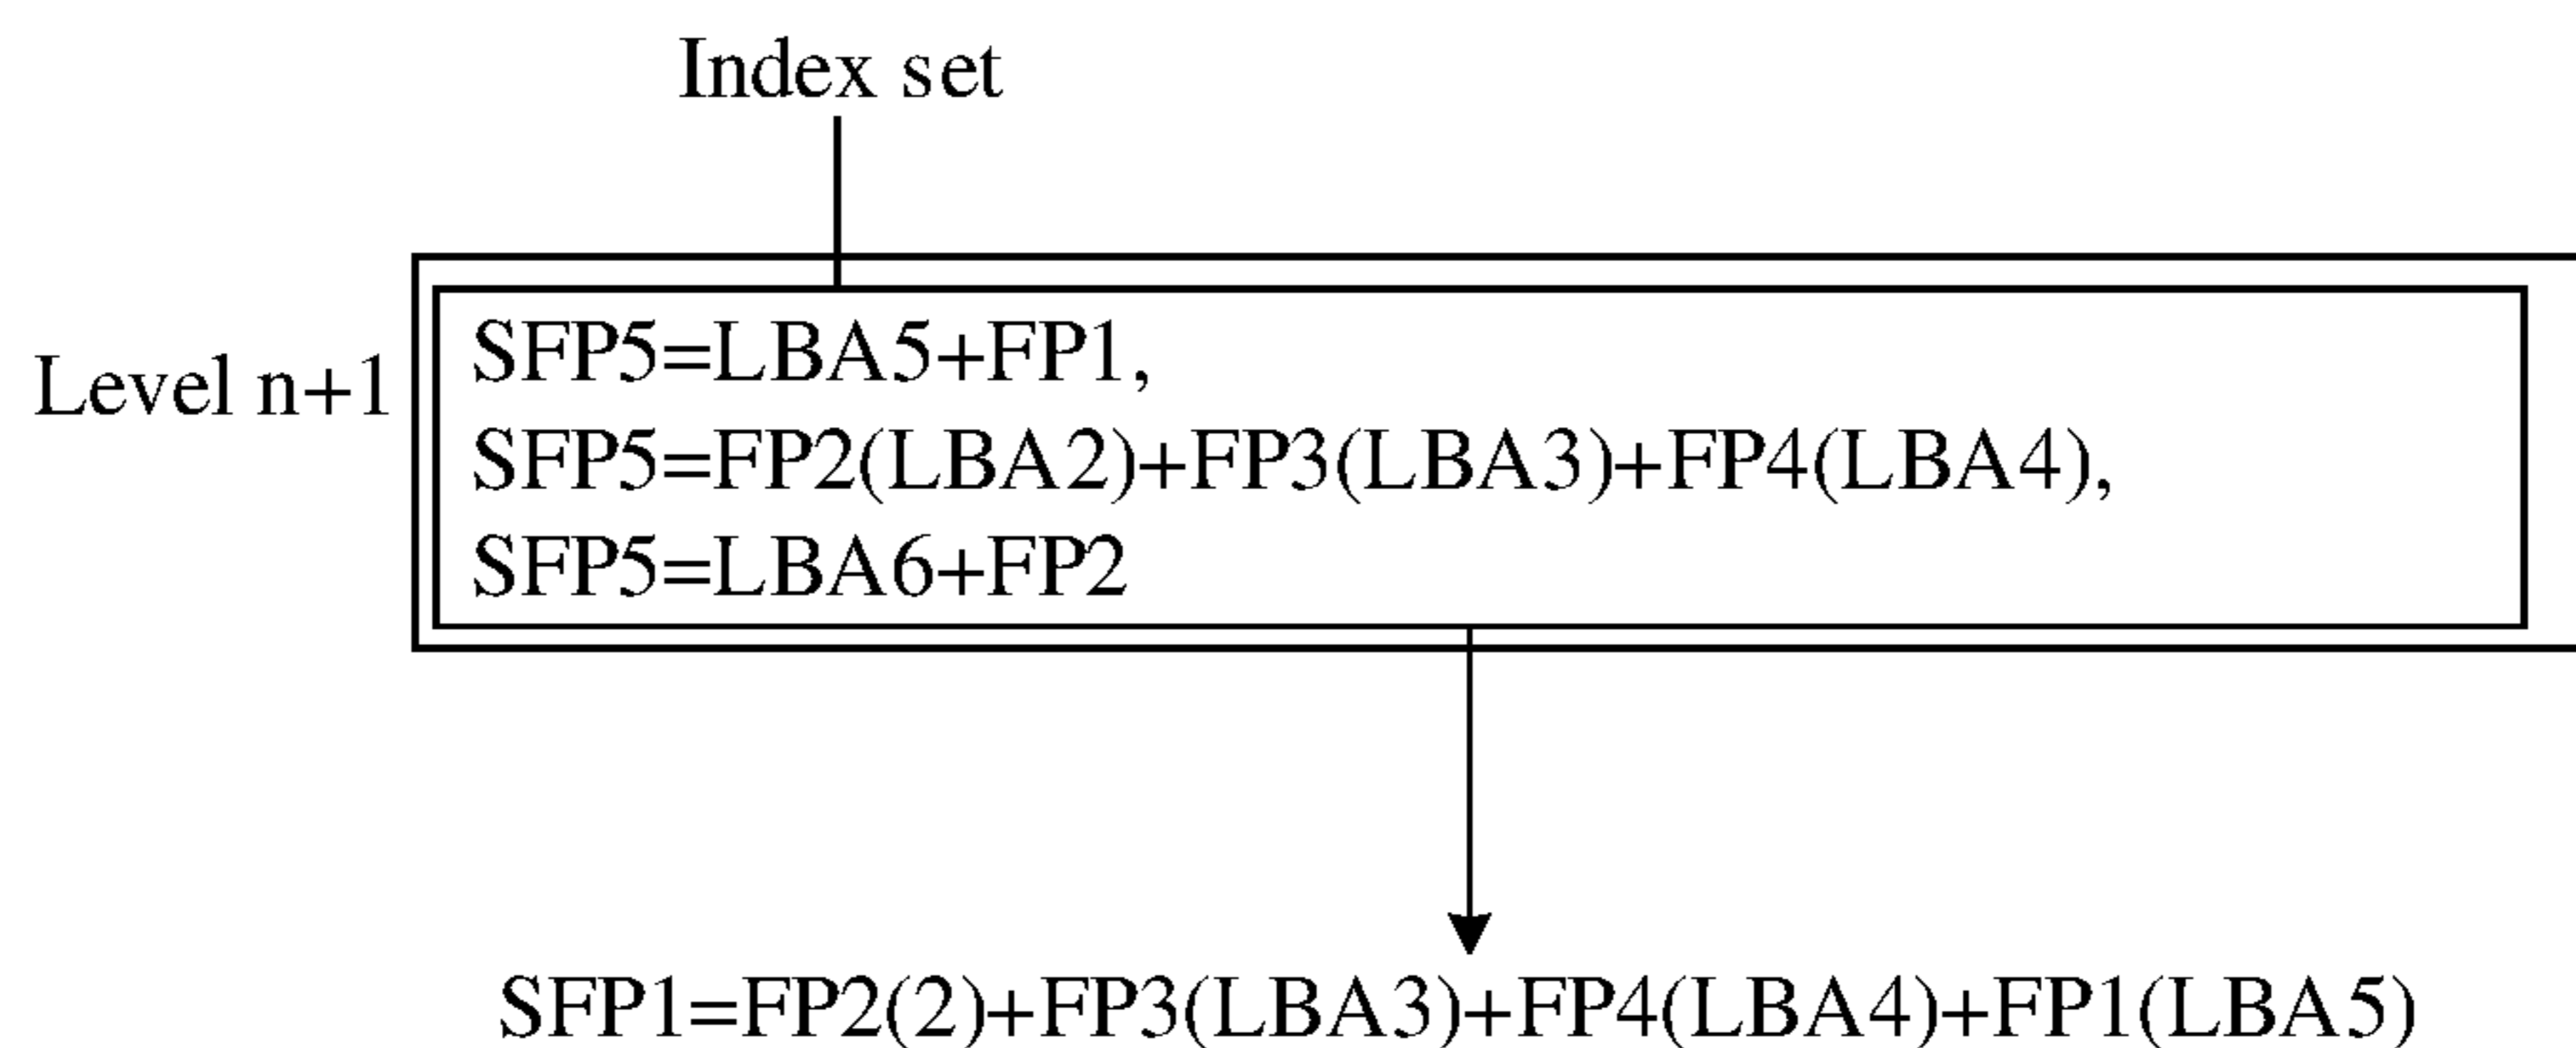 Index set
Level n+1
SFP5=LBA5+FP1,
SFP5=FP2(LBA2)+FP3(LBA3)+FP4(LBA4),
SFP5=LBA6+FP2
SFP1=FP2(2)+FP3(LBA3)+FP4(LBA4)+FP1(LBA5)